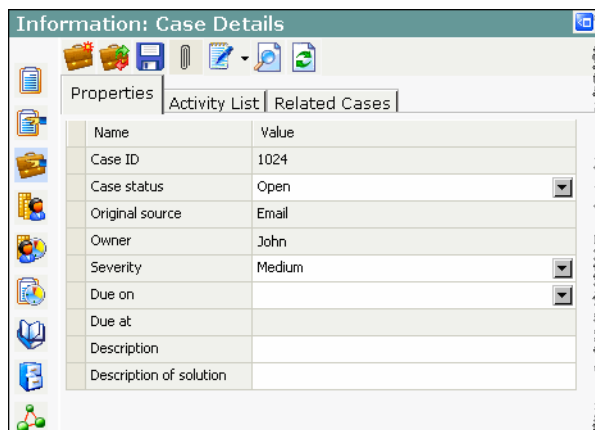 Information: Case Details
Properties Activity List Related Cases
Name Value
Case ID 1024
Case status Open
Original source Email
Owner John
Severity Medium
Due on
Due at
Description
Description of solution